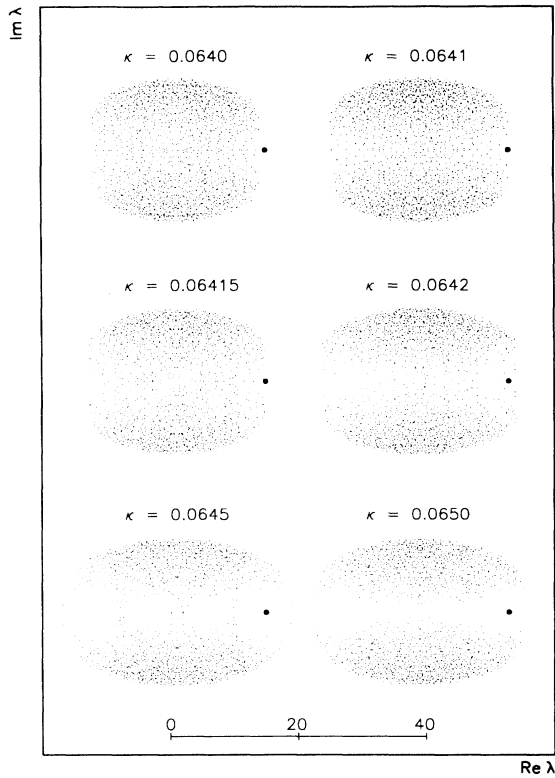 Im λ
κ = 0.0640
κ = 0.0641
κ = 0.06415
κ = 0.0642
κ = 0.0645
κ = 0.0650
0 20 40
Re λ